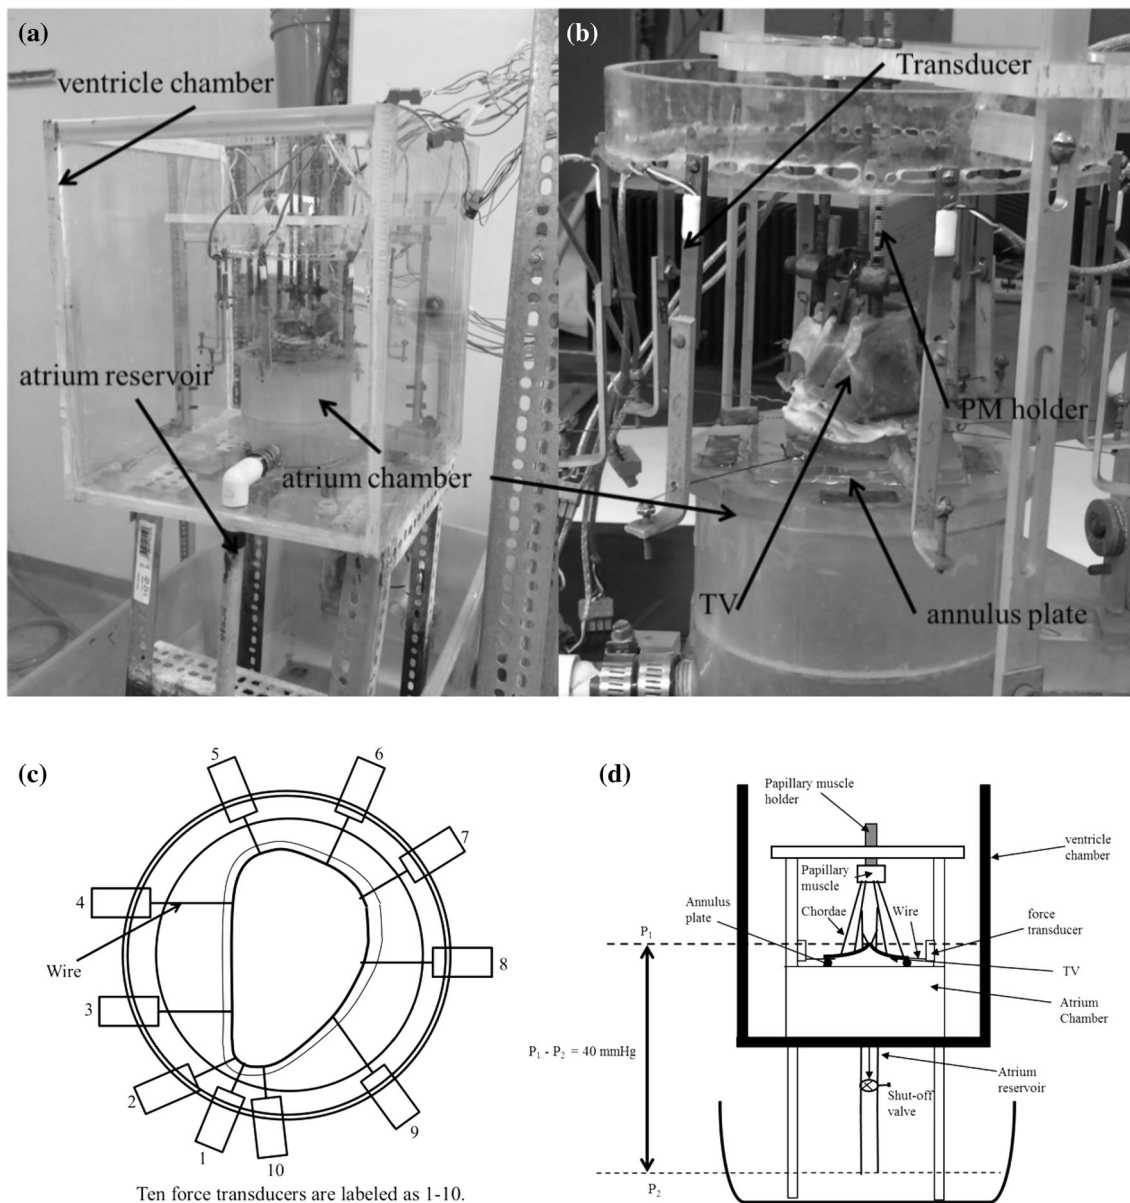 (a)
ventricle chamber
atrium reservoir
atrium chamber
(b)
Transducer
PM holder
TV
annulus plate
(c)
5
6
7
4
Wire
8
3
2
1
10
9
Ten force transducers are labeled as 1-10.
(d)
Papillary muscle
holder
ventricle
chamber
Papillary
muscle
Annulus
plate
Chordae
Wire
force
transducer
P1
TV
Atrium
Chamber
P1 - P2 = 40 mmHg
Atrium
reservoir
Shut-off
valve
P2